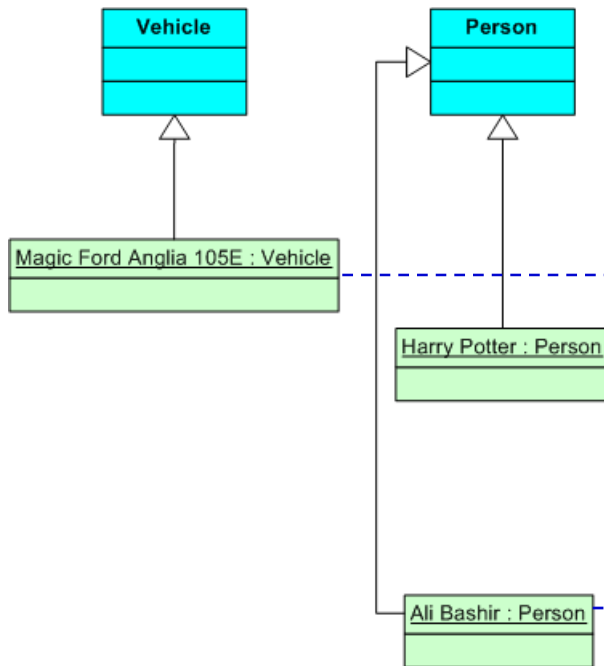 Vehicle
Person
Magic Ford Anglia 105E : Vehicle
Harry Potter : Person
Ali Bashir : Person